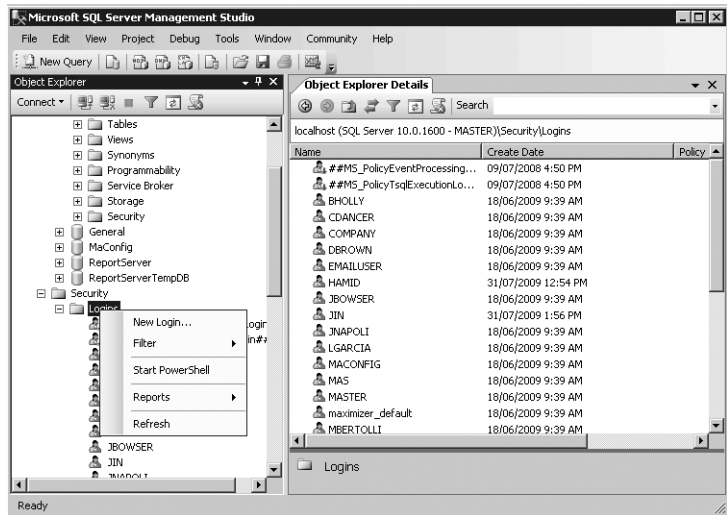 Microsoft SQL Server Management Studio
File Edit View Project Debug Tools Window Community Help
New Query
Object Explorer
Connect
Tables
Views
Synonyms
Programmability
Service Broker
Storage
Security
General
MaConfig
ReportServer
ReportServerTempDB
Security
Logins
New Login...
Filter
Start PowerShell
Reports
Refresh
JBOWSER
JIN
JNAPOLI
Object Explorer Details
Search
localhost (SQL Server 10.0.1600 - MASTER)\Security\Logins
Name Create Date Policy
##MS_PolicyEventProcessing... 09/07/2008 4:50 PM
##MS_PolicyTsqlExecutionLo... 09/07/2008 4:50 PM
BHOLLY 18/06/2009 9:39 AM
CDANCER 18/06/2009 9:39 AM
COMPANY 18/06/2009 9:39 AM
DBROWN 18/06/2009 9:39 AM
EMAILUSER 18/06/2009 9:39 AM
HAMID 31/07/2009 12:54 PM
JBOWSER 18/06/2009 9:39 AM
JIN 31/07/2009 1:56 PM
JNAPOLI 18/06/2009 9:39 AM
LGARCIA 18/06/2009 9:39 AM
MACONFIG 18/06/2009 9:39 AM
MAS 18/06/2009 9:39 AM
MASTER 18/06/2009 9:39 AM
maximizer_default 18/06/2009 9:39 AM
MBERTOLLI 18/06/2009 9:39 AM
Logins
Ready